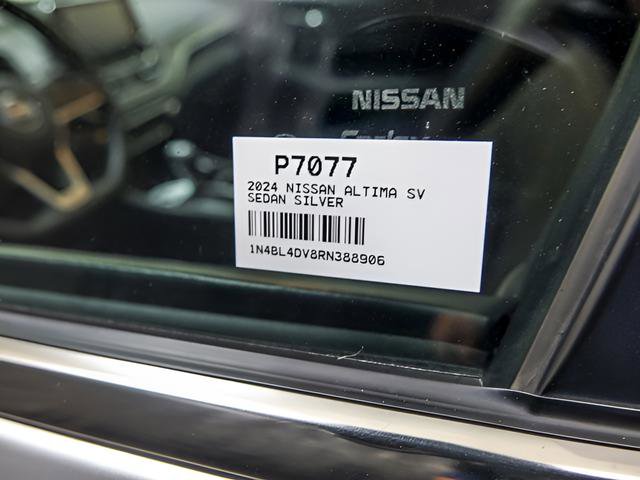 NISSAN
P7077
2024 NISSAN ALTIMA SV
SEDAN SILVER
1N4BL4DV8RN388906